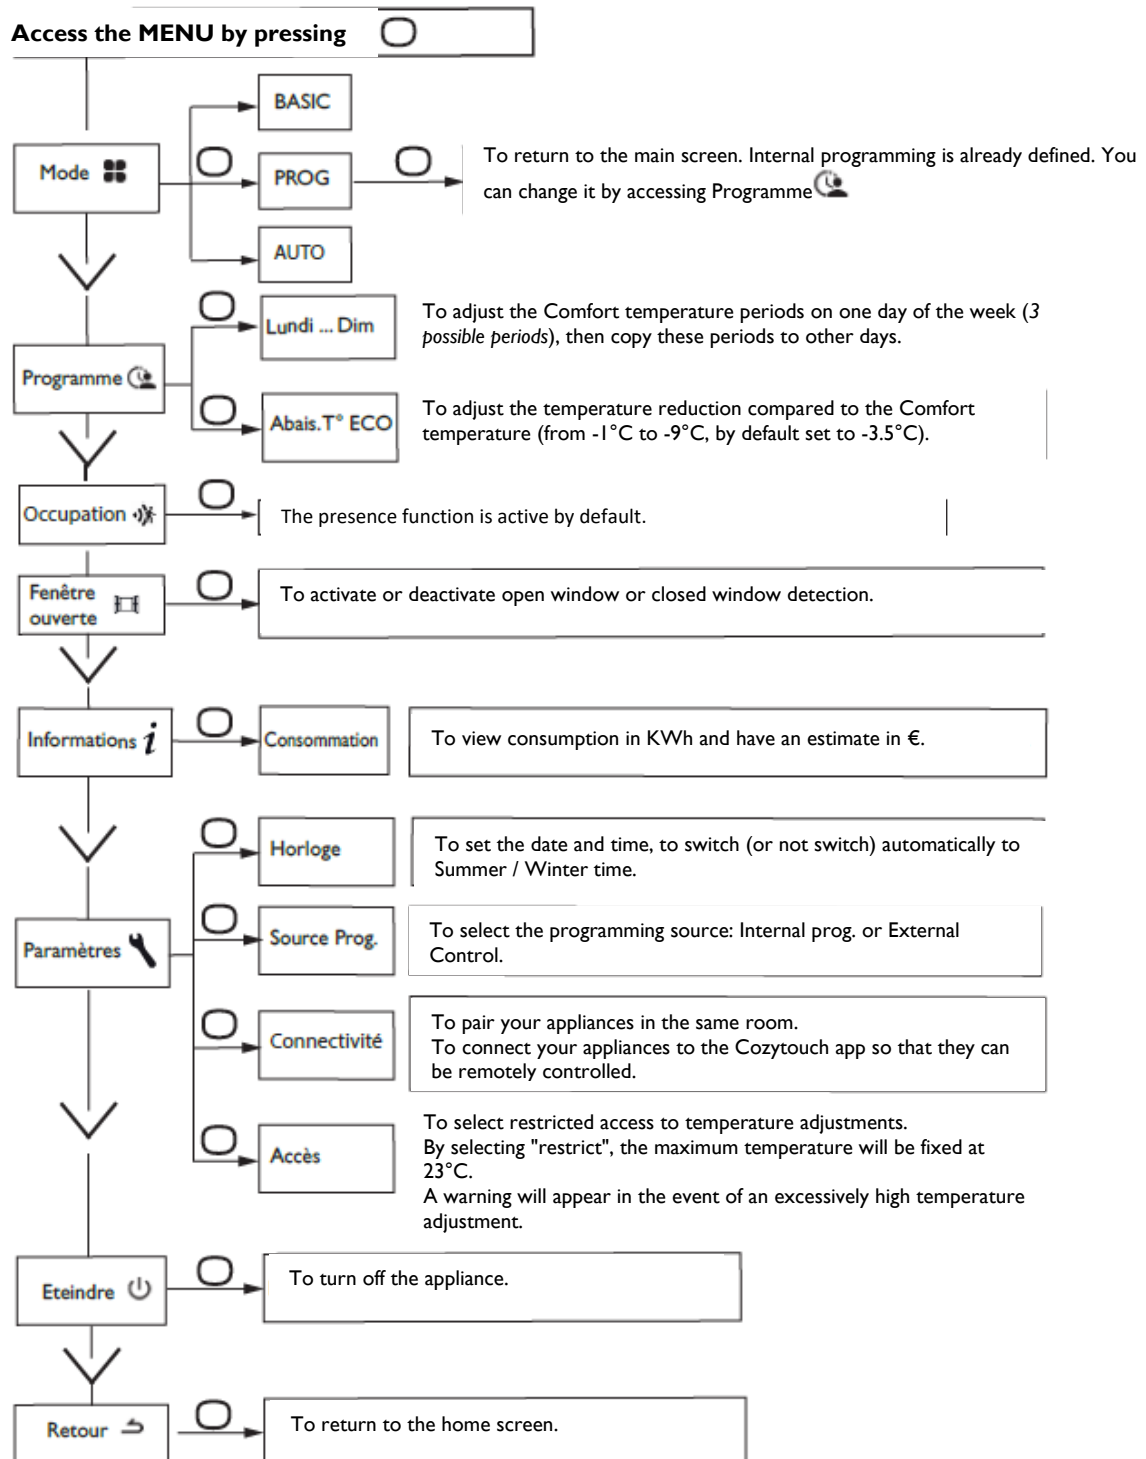 Access the MENU by pressing
BASIC
Mode
PROG
To return to the main screen. Internal programming is already defined. You
can change it by accessing Programme
AUTO
Lundi ... Dim
To adjust the Comfort temperature periods on one day of the week (3
possible periods), then copy these periods to other days.
Programme
Abais.T° ECO
To adjust the temperature reduction compared to the Comfort
temperature (from -1°C to -9°C, by default set to -3.5°C).
Occupation
The presence function is active by default.
Fenêtre
ouverte
To activate or deactivate open window or closed window detection.
Informations i
Consommation
To view consumption in KWh and have an estimate in €.
Horloge
To set the date and time, to switch (or not switch) automatically to
Summer / Winter time.
Paramètres
Source Prog.
To select the programming source: Internal prog. or External
Control.
Connectivité
To pair your appliances in the same room.
To connect your appliances to the Cozytouch app so that they can
be remotely controlled.
Accès
To select restricted access to temperature adjustments.
By selecting "restrict", the maximum temperature will be fixed at
23°C.
A warning will appear in the event of an excessively high temperature
adjustment.
Eteindre
To turn off the appliance.
Retour
To return to the home screen.